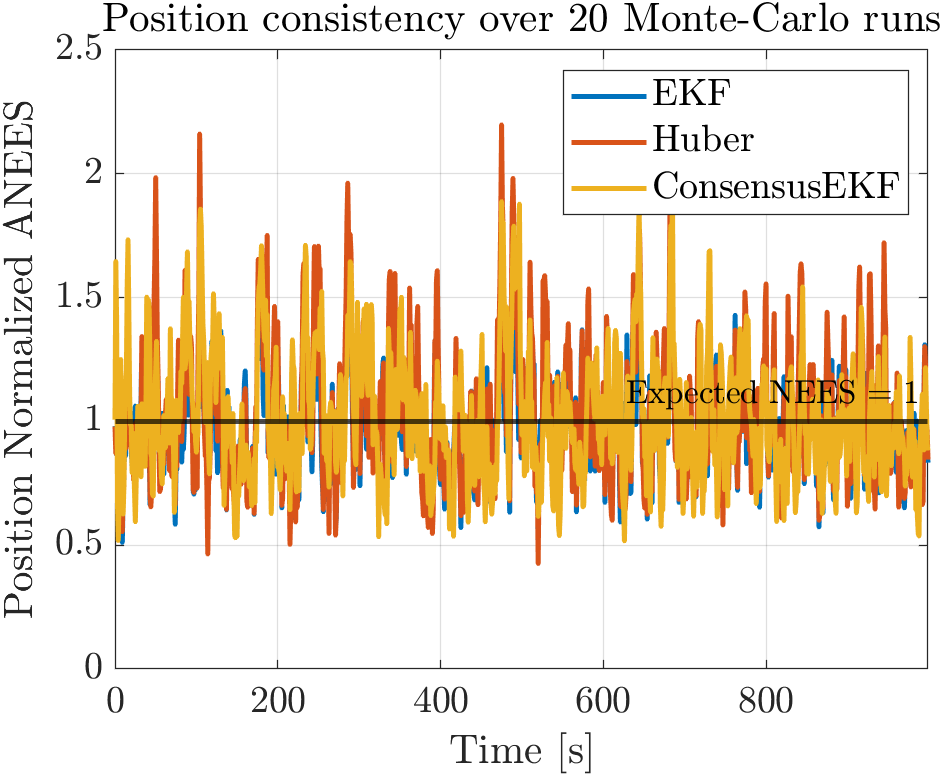 Position consistency over 20 Monte-Carlo runs
2.5
2
1.5
1
0.5
0
Position Normalized ANEES
EKF
Huber
ConsensusEKF
Expected NEES = 1
0 200 400 600 800
Time [s]